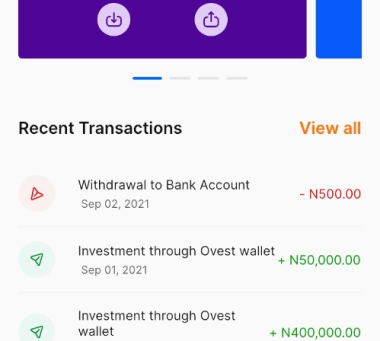 Recent Transactions
View all
Withdrawal to Bank Account
- N500.00
Sep 02, 2021
Investment through Ovest wallet
+ N50,000.00
Sep 01, 2021
Investment through Ovest
wallet
+ N400,000.00